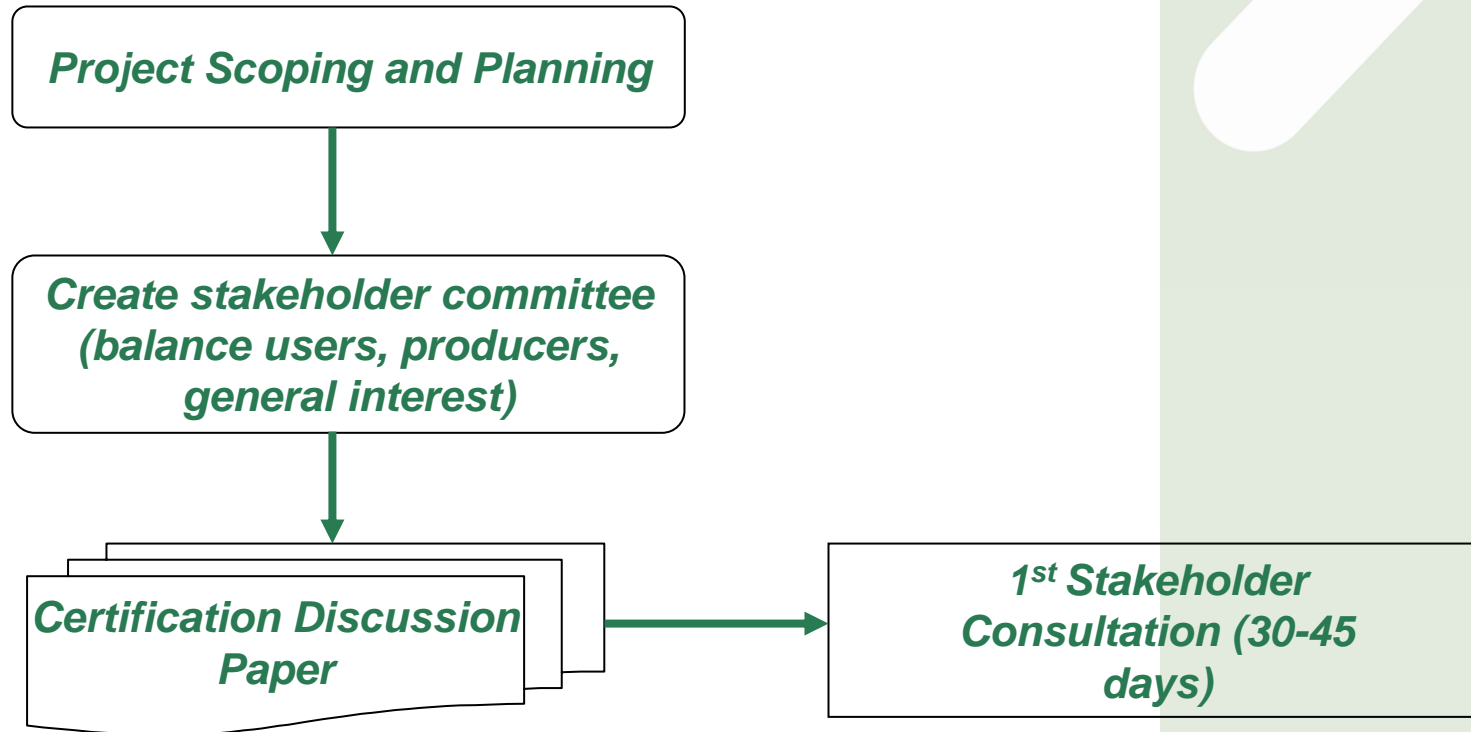 Project Scoping and Planning
Create stakeholder committee
(balance users, producers,
general interest)
Certification Discussion
Paper
1st Stakeholder
Consultation (30-45
days)